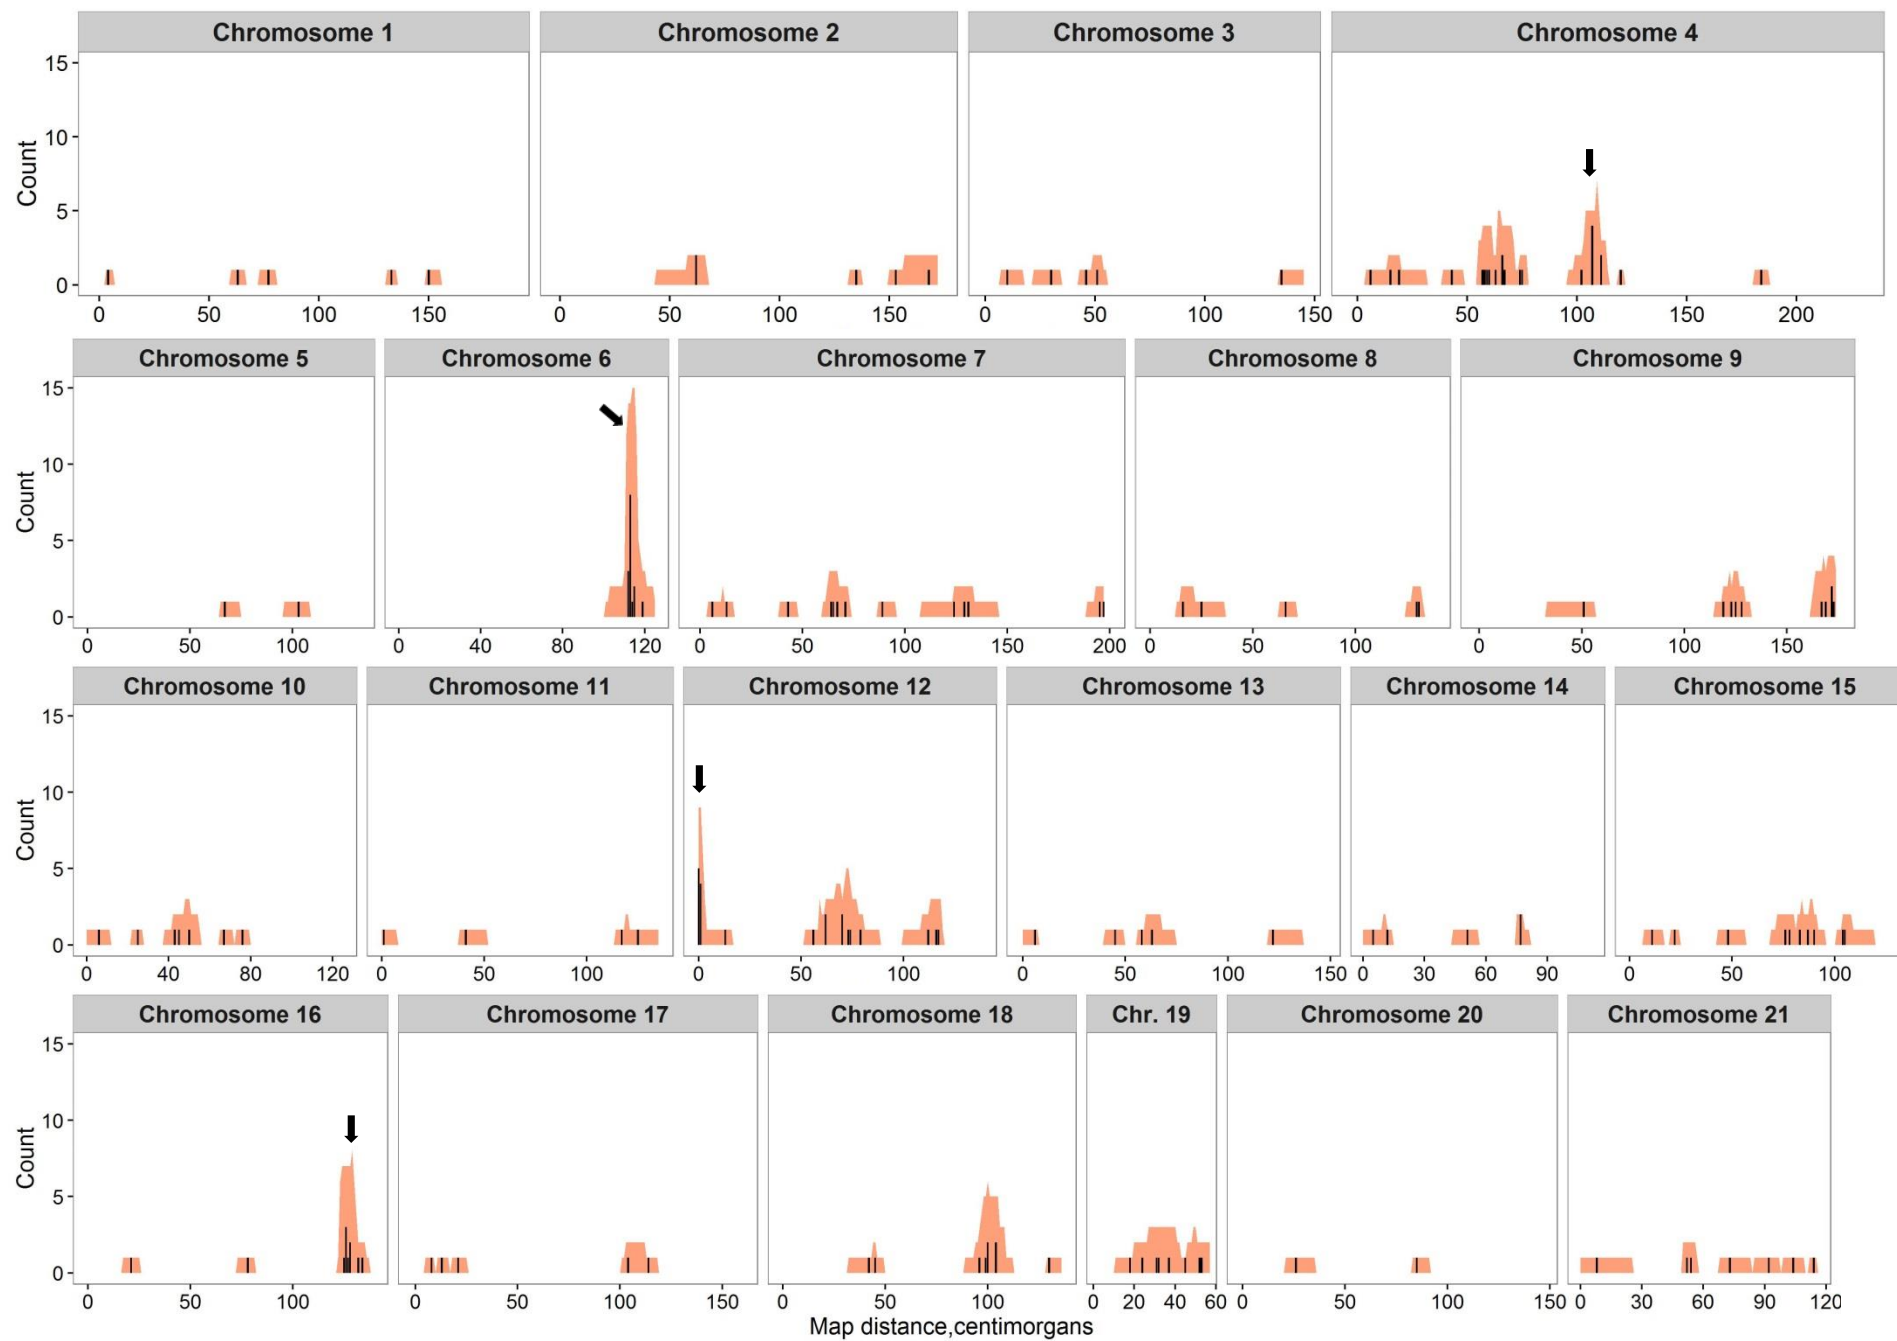 Chromosome 1 Chromosome 2 Chromosome 3 Chromosome 4
15
10
5
0
Count
0 50 100 150 0 50 100 150 0 50 100 150 0 50 100 150 200
Chromosome 5 Chromosome 6 Chromosome 7 Chromosome 8 Chromosome 9
15
10
5
0
Count
0 50 100 0 40 80 120 0 50 100 150 200 0 50 100 0 50 100 150
Chromosome 10 Chromosome 11 Chromosome 12 Chromosome 13 Chromosome 14 Chromosome 15
15
10
5
0
Count
0 40 80 120 0 50 100 0 50 100 0 50 100 150 0 30 60 90 0 50 100
Chromosome 16 Chromosome 17 Chromosome 18 Chr. 19 Chromosome 20 Chromosome 21
15
10
5
0
Count
0 50 100 0 50 100 150 0 50 100 0 20 40 60 0 50 100 150 0 30 60 90 120
Map distance,centimorgans